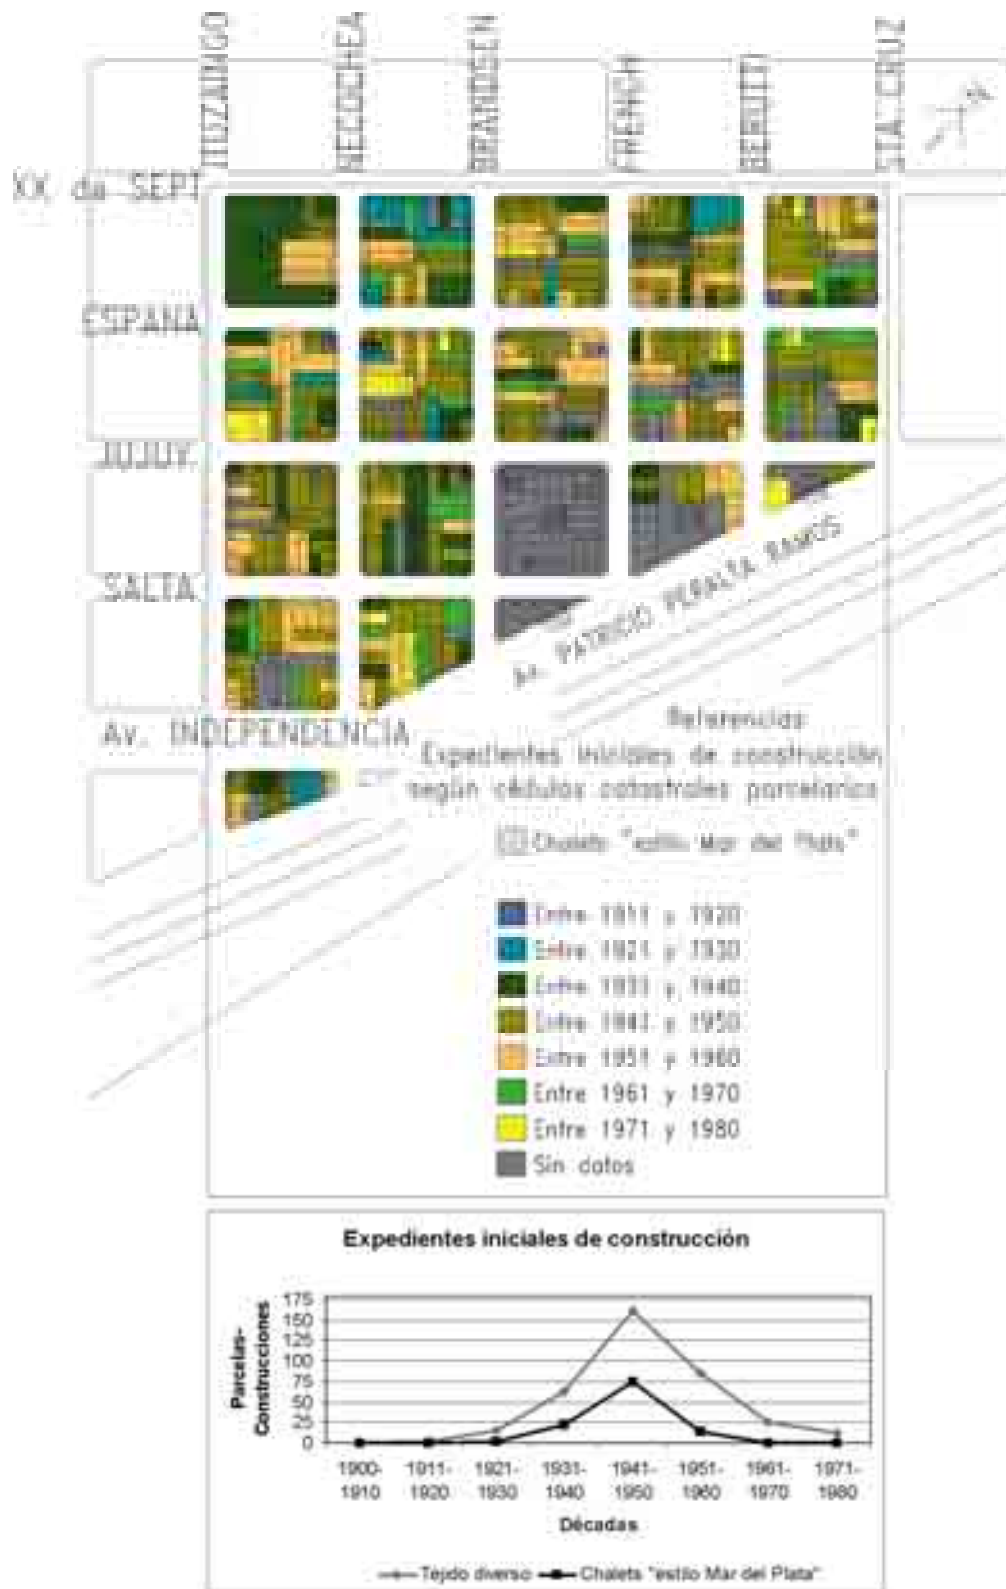 ITUZAINGO
NECOCHEA
BRANDSEN
FRENCH
BERUTTI
STA. CRUZ
N
XX de SEPT
ESPAÑA
JUJUY
SALTA
Av. PATRICIO PERALTA RAMOS
Av. INDEPENDENCIA
Referencias
Expedientes iniciales de construcción
según cédulas catastrales parcelarias
Chalets "estilo Mar del Plata"
Entre 1911 y 1920
Entre 1921 y 1930
Entre 1931 y 1940
Entre 1941 y 1950
Entre 1951 y 1960
Entre 1961 y 1970
Entre 1971 y 1980
Sin datos
Expedientes iniciales de construcción
Parcelas-
Construcciones
175
150
125
100
75
50
25
0
1900- 1911- 1921- 1931- 1941- 1951- 1961- 1971-
1910 1920 1930 1940 1950 1960 1970 1980
Décadas
Tejido diverso Chalets "estilo Mar del Plata"